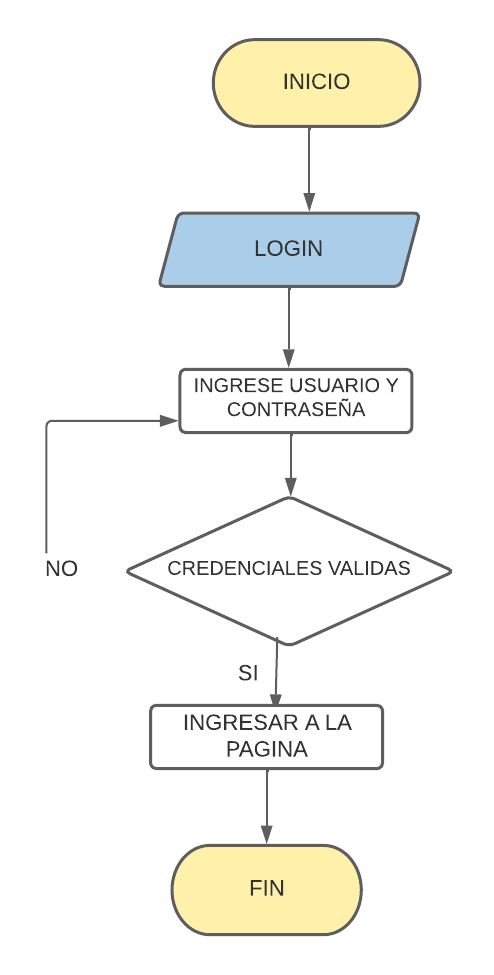 INICIO
LOGIN
INGRESE USUARIO Y
CONTRASEÑA
NO
CREDENCIALES VALIDAS
SI
INGRESAR A LA
PAGINA
FIN